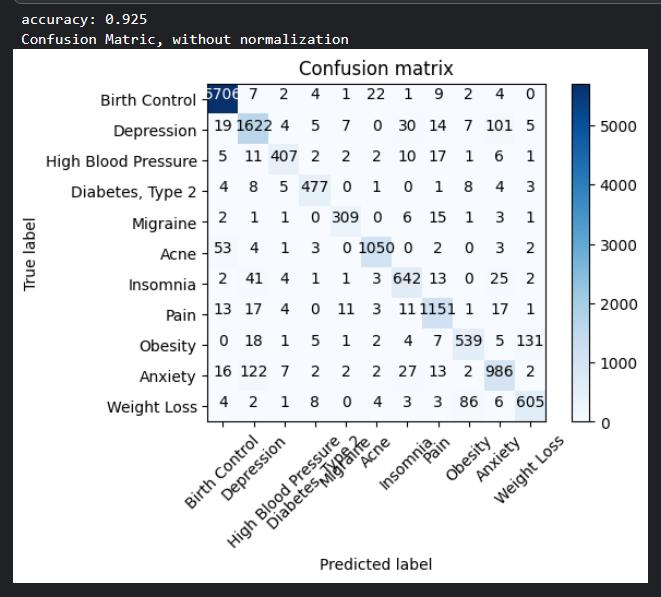 accuracy: 0.925
Confusion Matric, without normalization
Confusion matrix
Birth Control 5706 7 2 4 1 22 1 9 2 4 0
Depression 19 1622 4 5 7 0 30 14 7 101 5
High Blood Pressure 5 11 407 2 2 2 10 17 1 6 1
Diabetes, Type 2 4 8 5 477 0 1 0 1 8 4 3
Migraine 2 1 1 0 309 0 6 15 1 3 1
Acne 53 4 1 3 0 1050 0 2 0 3 2
Insomnia 2 41 4 1 1 3 642 13 0 25 2
Pain 13 17 4 0 11 3 11 1151 1 17 1
Obesity 0 18 1 5 1 2 4 7 539 5 131
Anxiety 16 122 7 2 2 2 27 13 2 986 2
Weight Loss 4 2 1 8 0 4 3 3 86 6 605
True label
Birth Control
Depression
High Blood Pressure
Diabetes, Type 2
Migraine
Acne
Insomnia
Pain
Obesity
Anxiety
Weight Loss
Predicted label
5000
4000
3000
2000
1000
0